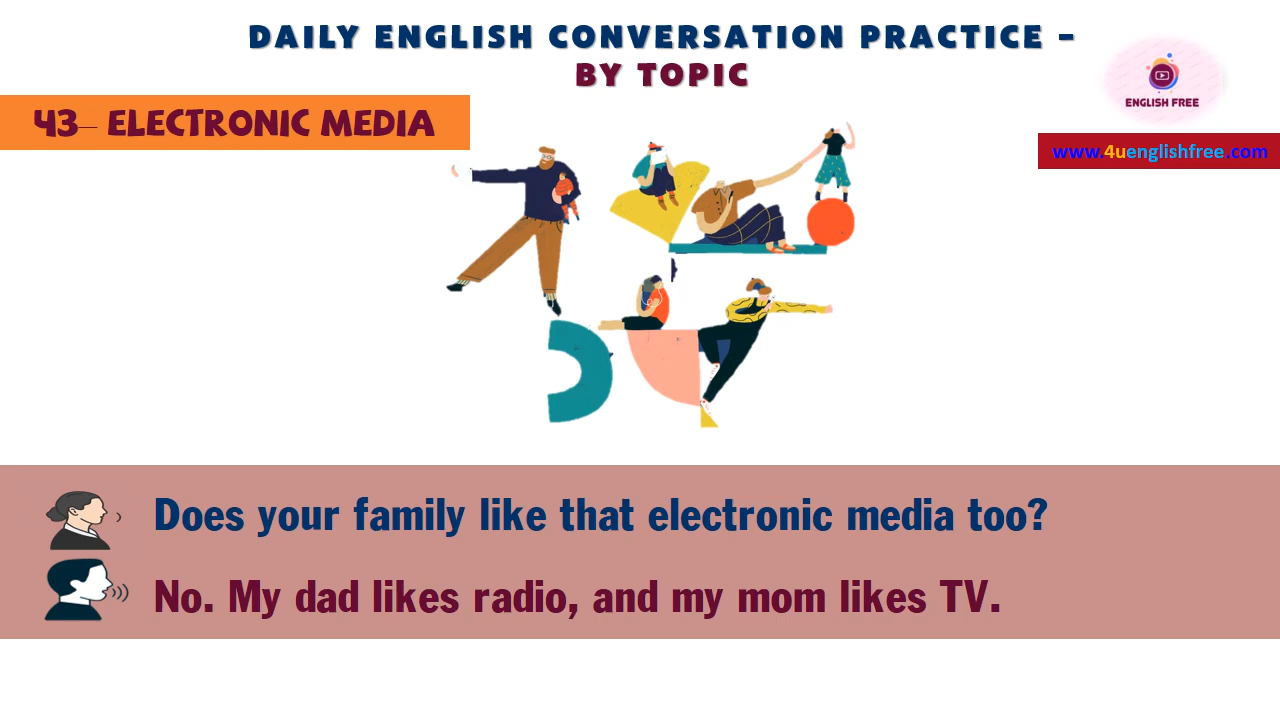 DAILY ENGLISH CONVERSATION PRACTICE –
BY TOPIC
ENGLISH FREE
43– ELECTRONIC MEDIA
www.4uenglishfree.com
Does your family like that electronic media too?
No. My dad likes radio, and my mom likes TV.